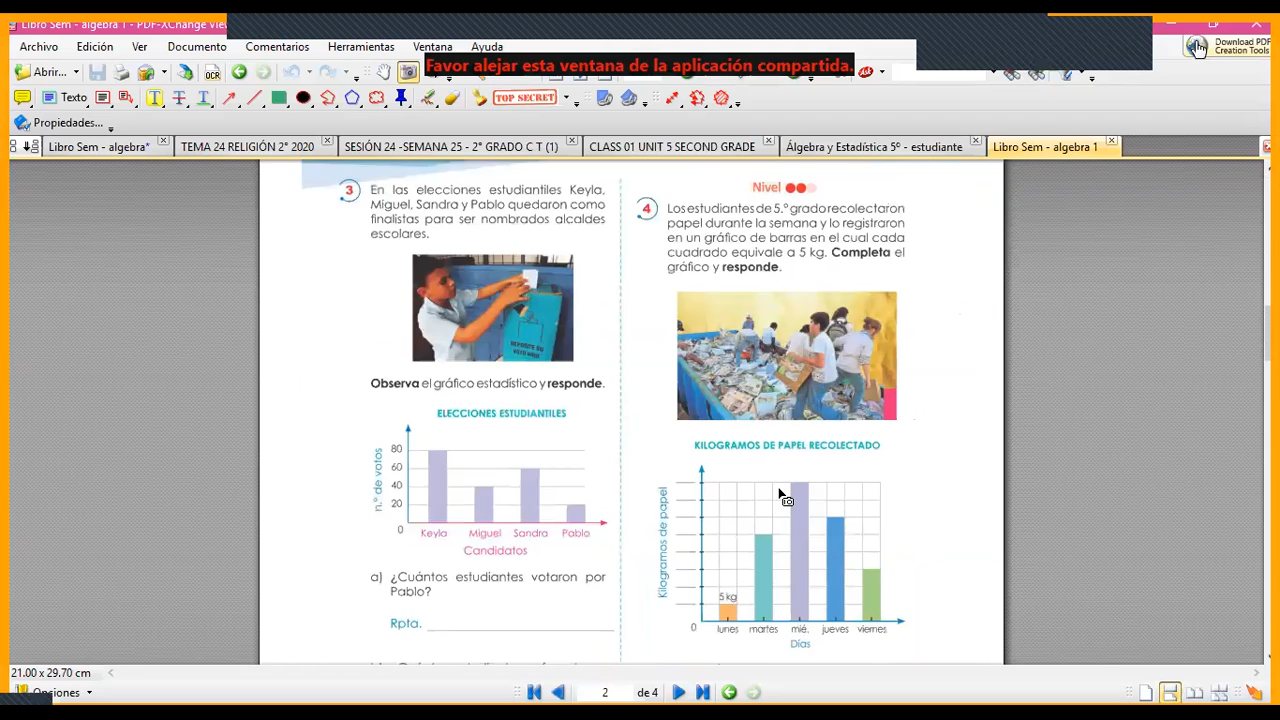 Libro Sem - algebra 1 - PDF-XChange View
Archivo Edición Ver Documento Comentarios Herramientas Ventana Ayuda
Download PDF
Creation Tools
Favor alejar esta ventana de la aplicación compartida.
Abrir...
OCR
Texto
TOP SECRET
Propiedades...
Libro Sem - algebra*
TEMA 24 RELIGIÓN 2° 2020
SESIÓN 24 -SEMANA 25 - 2° GRADO C T (1)
CLASS 01 UNIT 5 SECOND GRADE
Álgebra y Estadística 5º - estudiante
Libro Sem - algebra 1
3
En las elecciones estudiantiles Keyla,
Miguel, Sandra y Pablo quedaron como
finalistas para ser nombrados alcaldes
escolares.
DEPOSITE SU
VOTO AQUI
Observa el gráfico estadístico y responde.
ELECCIONES ESTUDIANTILES
n.º de votos
80
60
40
20
0
Keyla Miguel Sandra Pablo
Candidatos
a) ¿Cuántos estudiantes votaron por
Pablo?
Rpta.
Nivel
4
Los estudiantes de 5.º grado recolectaron
papel durante la semana y lo registraron
en un gráfico de barras en el cual cada
cuadrado equivale a 5 kg. Completa el
gráfico y responde.
KILOGRAMOS DE PAPEL RECOLECTADO
Kilogramos de papel
5 kg
0
lunes martes mié. jueves viernes
Días
21.00 x 29.70 cm
Opciones
2
de 4